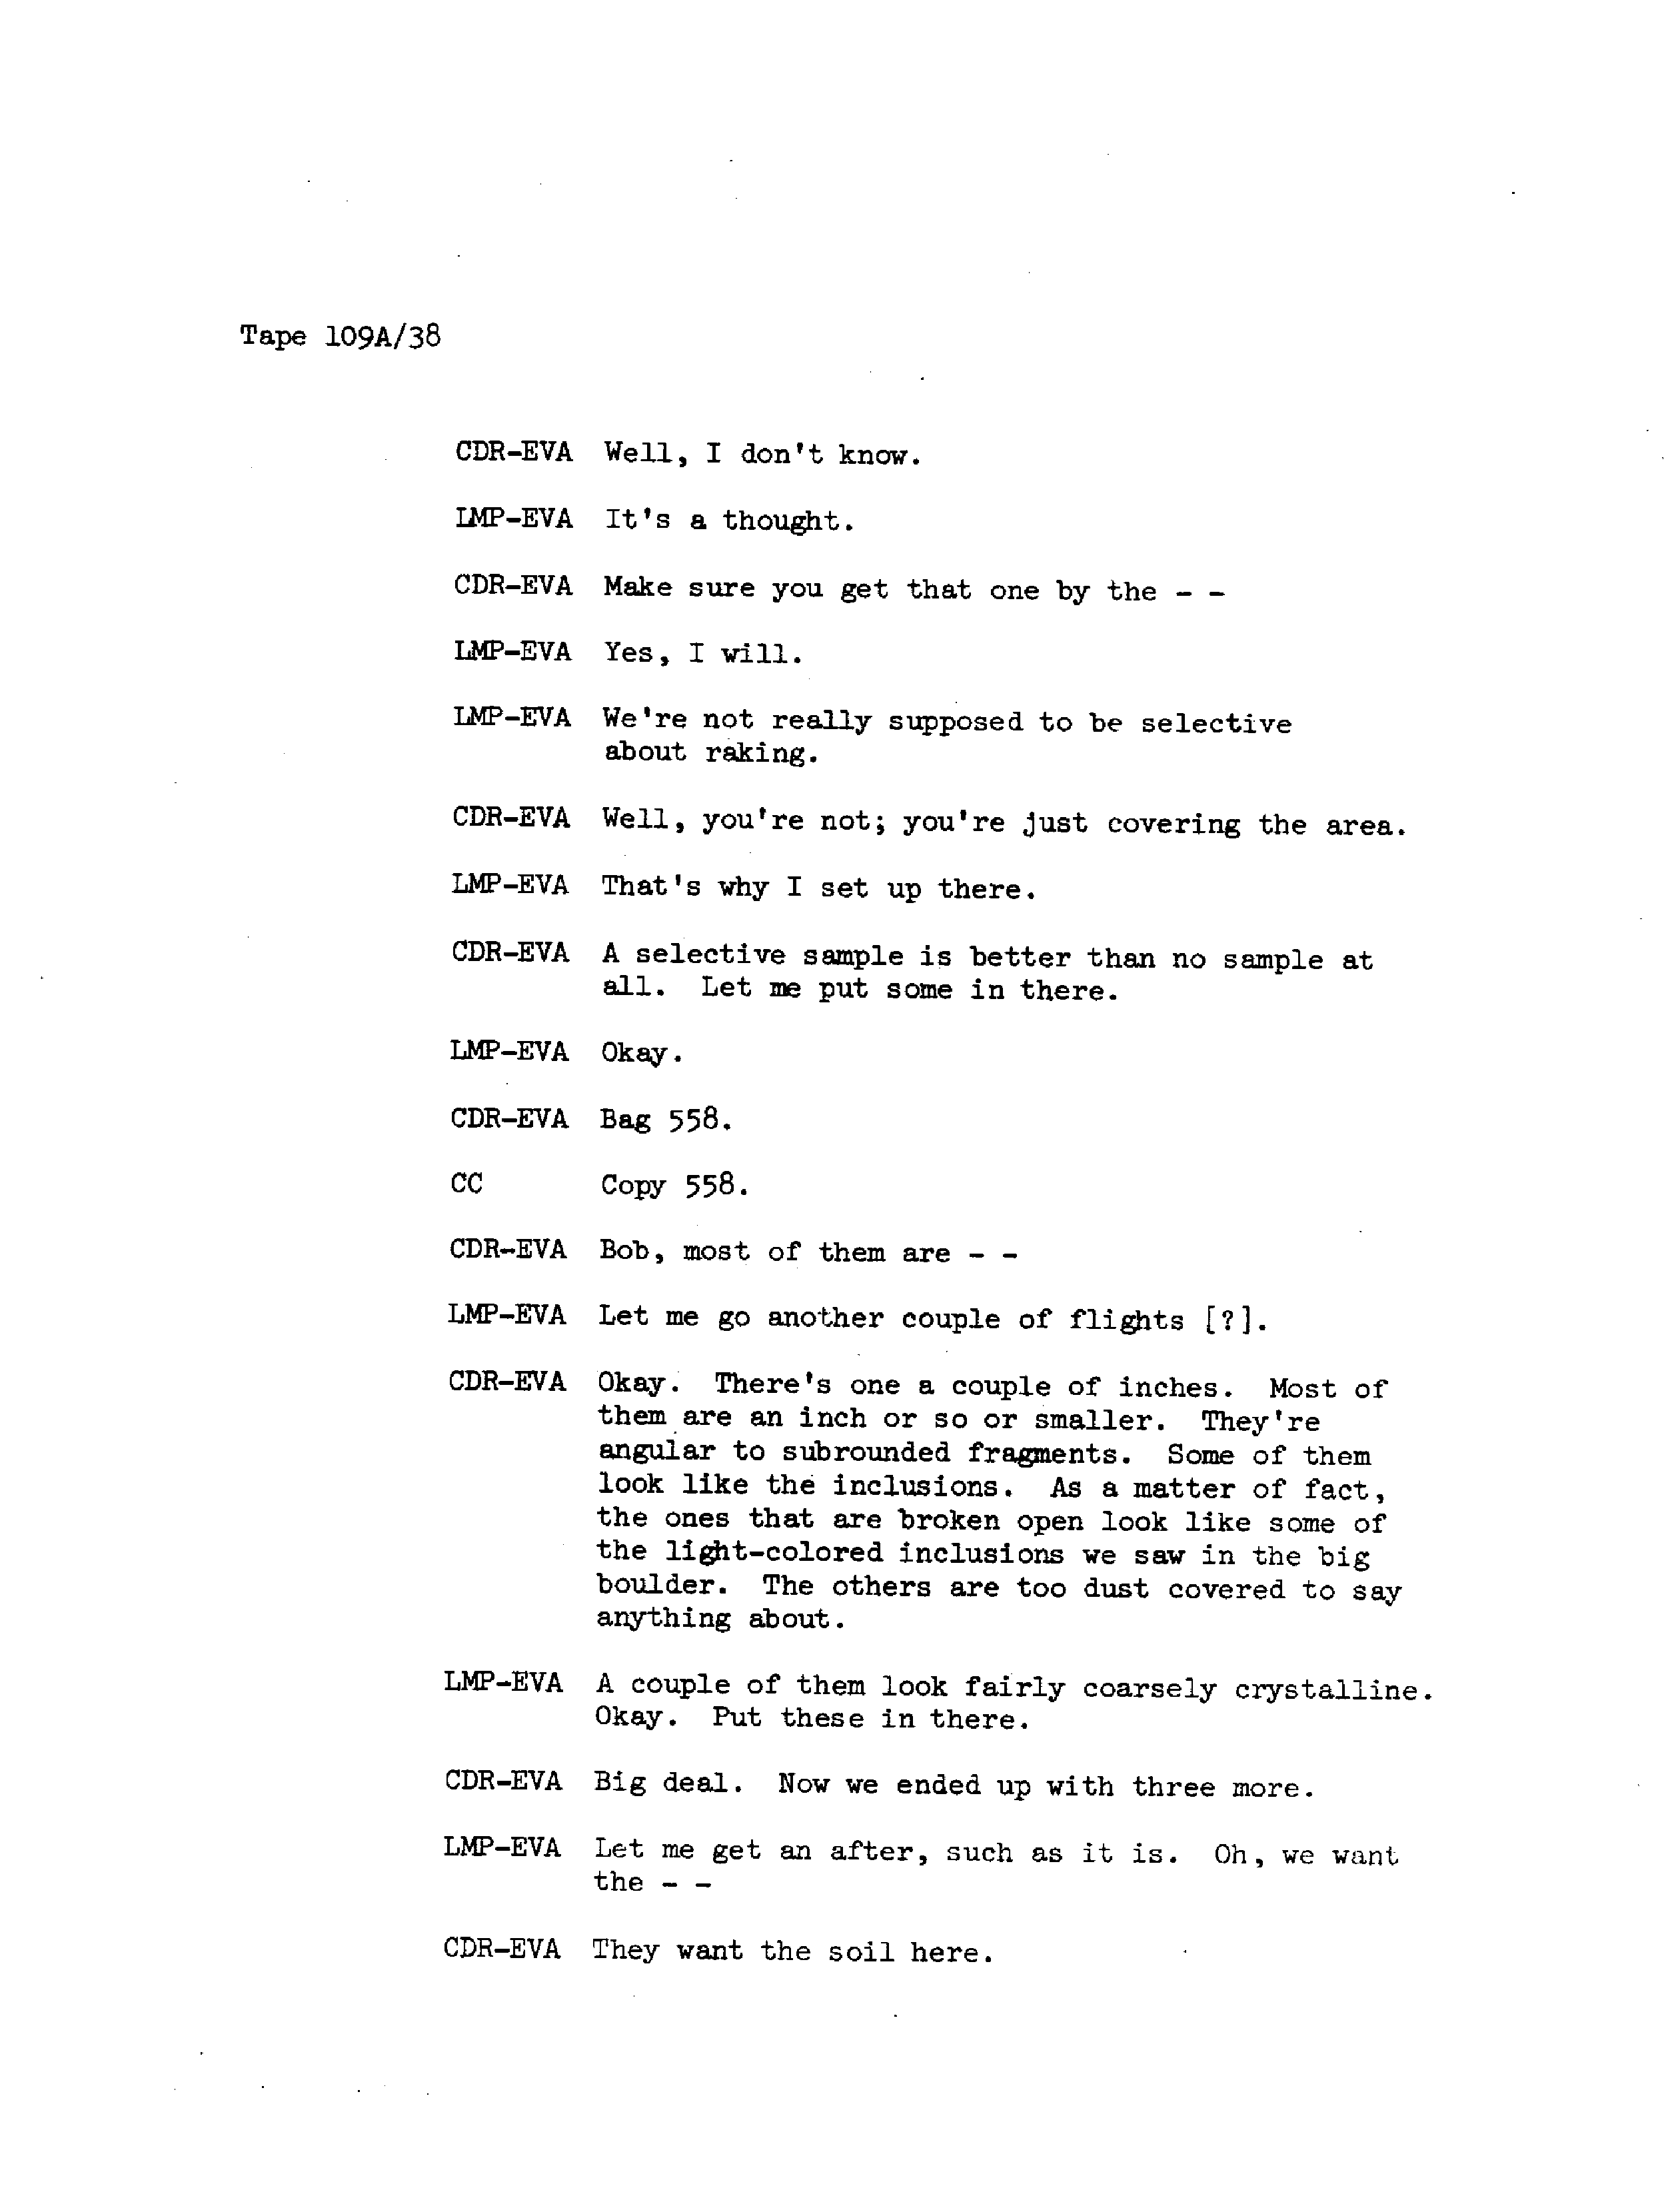 Tape 109A/38
CDR-EVA Well, I don't know.
LMP-EVA It's a thought.
CDR-EVA Make sure you get that one by the - -
LMP-EVA Yes, I will.
LMP-EVA We're not really supposed to be selective
about raking.
CDR-EVA Well, you're not; you're just covering the area.
LMP-EVA That's why I set up there.
CDR-EVA A selective sample is better than no sample at
all. Let me put some in there.
LMP-EVA Okay.
CDR-EVA Bag 558.
CC Copy 558.
CDR-EVA Bob, most of them are - -
LMP-EVA Let me go another couple of flights [?].
CDR-EVA Okay. There's one a couple of inches. Most of
them are an inch or so or smaller. They're
angular to subrounded fragments. Some of them
look like the inclusions. As a matter of fact,
the ones that are broken open look like some of
the light-colored inclusions we saw in the big
boulder. The others are too dust covered to say
anything about.
LMP-EVA A couple of them look fairly coarsely crystalline.
Okay. Put these in there.
CDR-EVA Big deal. Now we ended up with three more.
LMP-EVA Let me get an after, such as it is. Oh, we want
the - -
CDR-EVA They want the soil here.